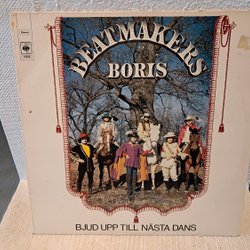 BEATMAKERS
BORIS
BJUD UPP TILL NÄSTA DANS